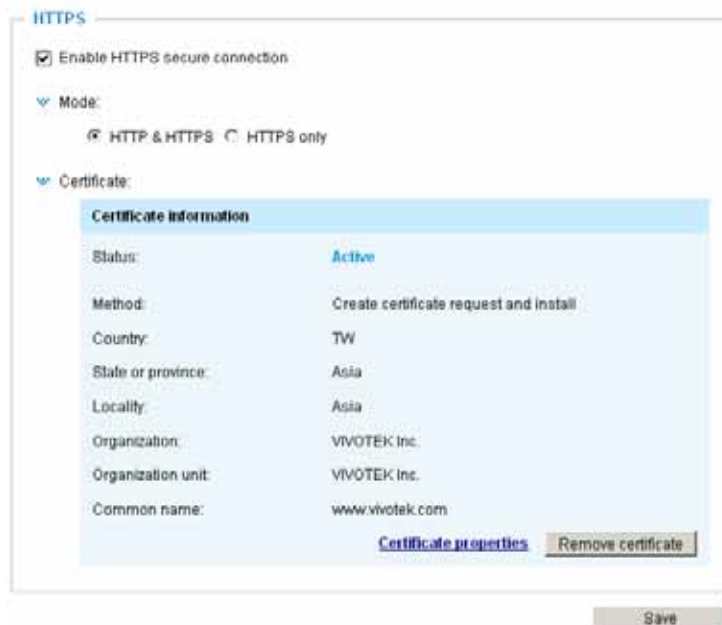 HTTPS
Enable HTTPS secure connection
Mode:
HTTP & HTTPS HTTPS only
Certificate:
Certificate information
Status: Active
Method: Create certificate request and install
Country: TW
State or province: Asia
Locality: Asia
Organization: VIVOTEK Inc.
Organization unit: VIVOTEK Inc.
Common name: www.vivotek.com
Certificate properties Remove certificate
Save